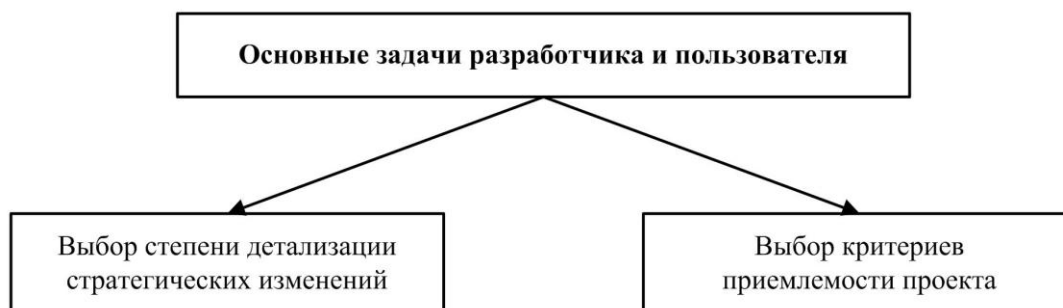 Основные задачи разработчика и пользователя
Выбор степени детализации
стратегических изменений
Выбор критериев
приемлемости проекта